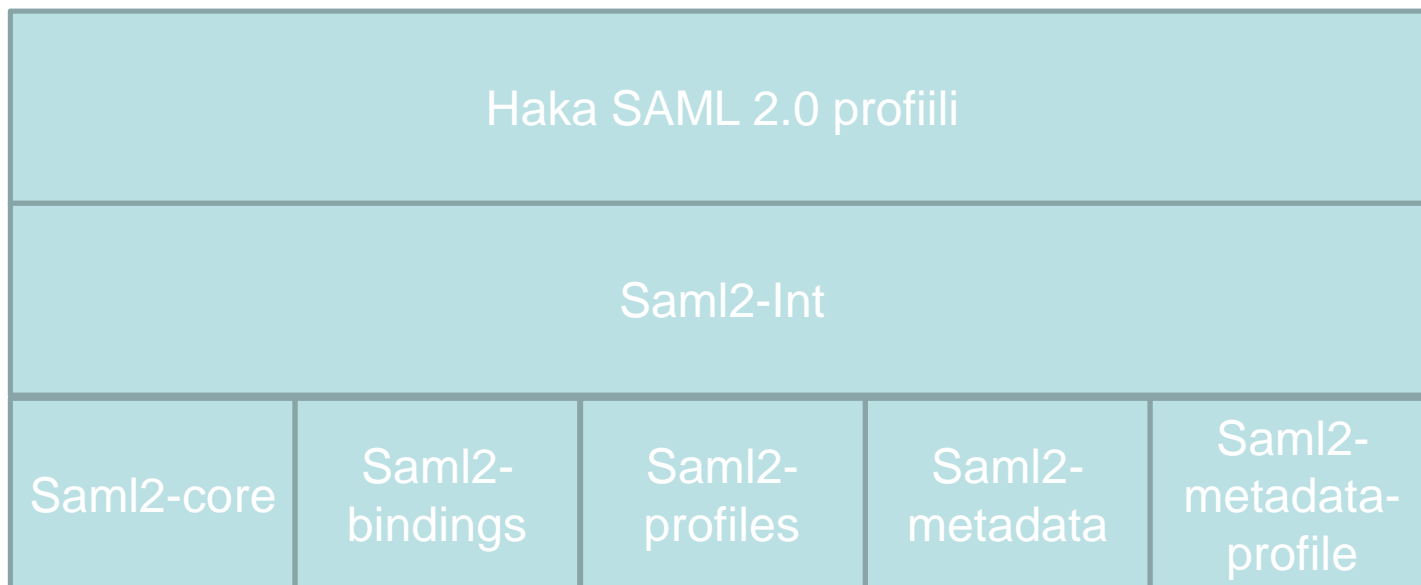 Haka SAML 2.0 profiili
Saml2-Int
Saml2-core
Saml2-
bindings
Saml2-
profiles
Saml2-
metadata
Saml2-
metadata-
profile